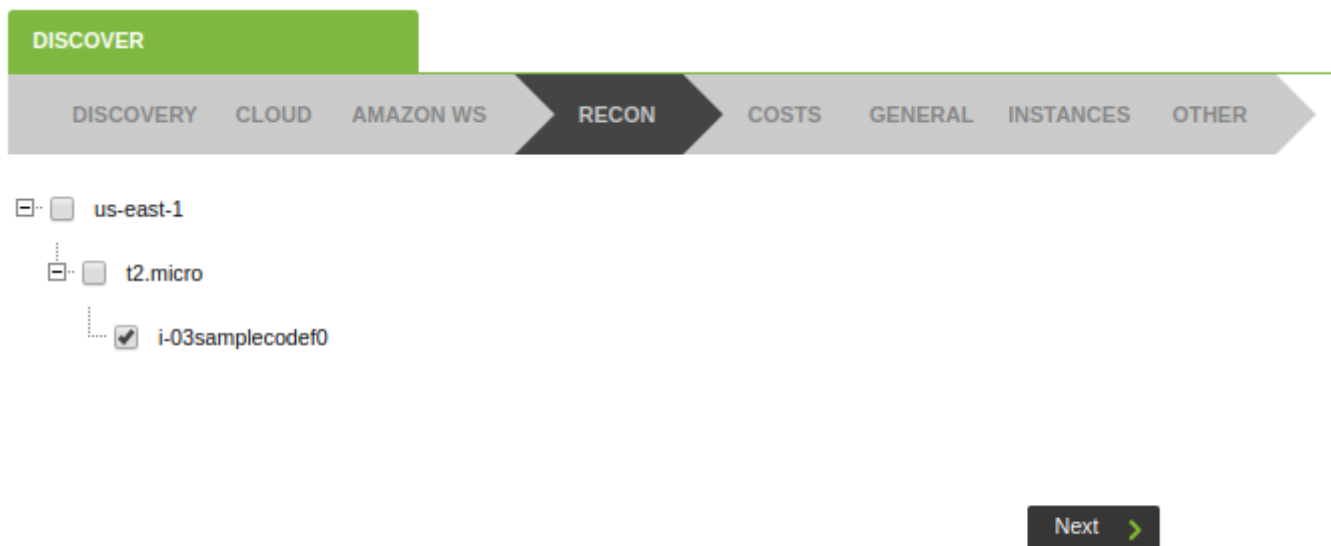 DISCOVER
DISCOVERY CLOUD AMAZON WS RECON COSTS GENERAL INSTANCES OTHER
us-east-1
t2.micro
i-03samplecodef0
Next